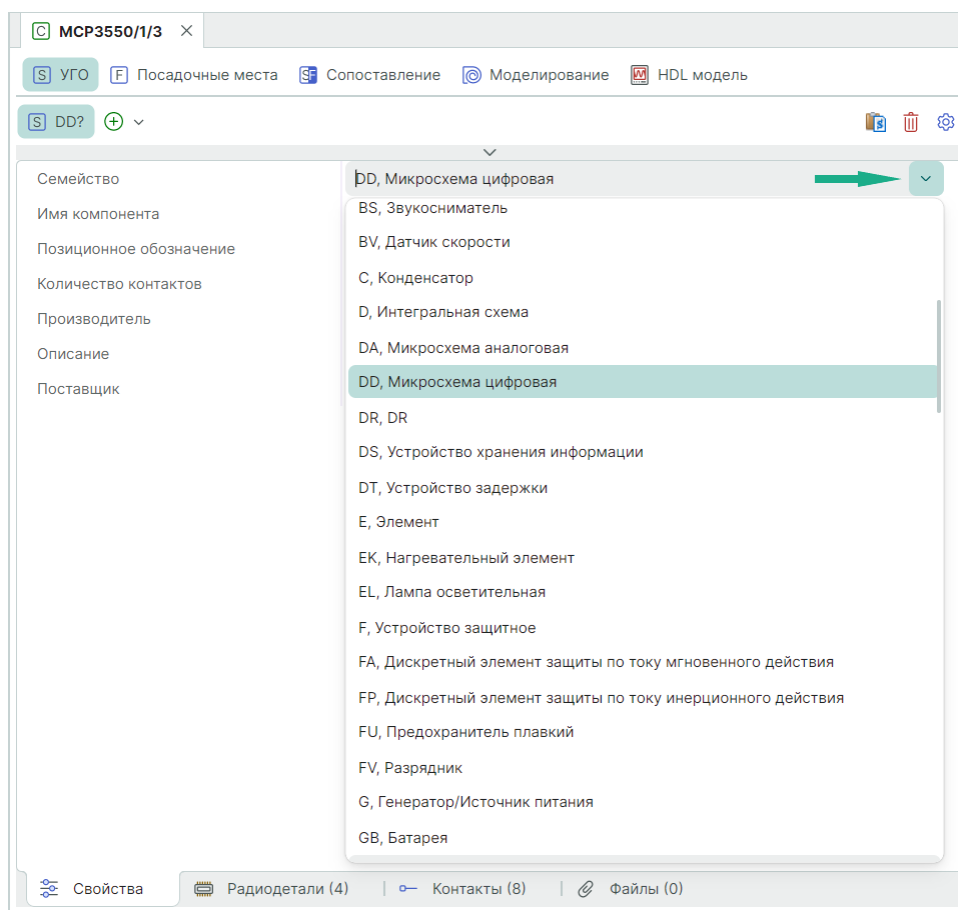 C MCP3550/1/3
S УГО F Посадочные места SF Сопоставление Моделирование HDL модель
S DD?
Семейство
DD, Микросхема цифровая
Имя компонента
Позиционное обозначение
Количество контактов
Производитель
Описание
Поставщик
BS, Звукосниматель
BV, Датчик скорости
C, Конденсатор
D, Интегральная схема
DA, Микросхема аналоговая
DD, Микросхема цифровая
DR, DR
DS, Устройство хранения информации
DT, Устройство задержки
E, Элемент
EK, Нагревательный элемент
EL, Лампа осветительная
F, Устройство защитное
FA, Дискретный элемент защиты по току мгновенного действия
FP, Дискретный элемент защиты по току инерционного действия
FU, Предохранитель плавкий
FV, Разрядник
G, Генератор/Источник питания
GB, Батарея
Свойства Радиодетали (4) Контакты (8) Файлы (0)